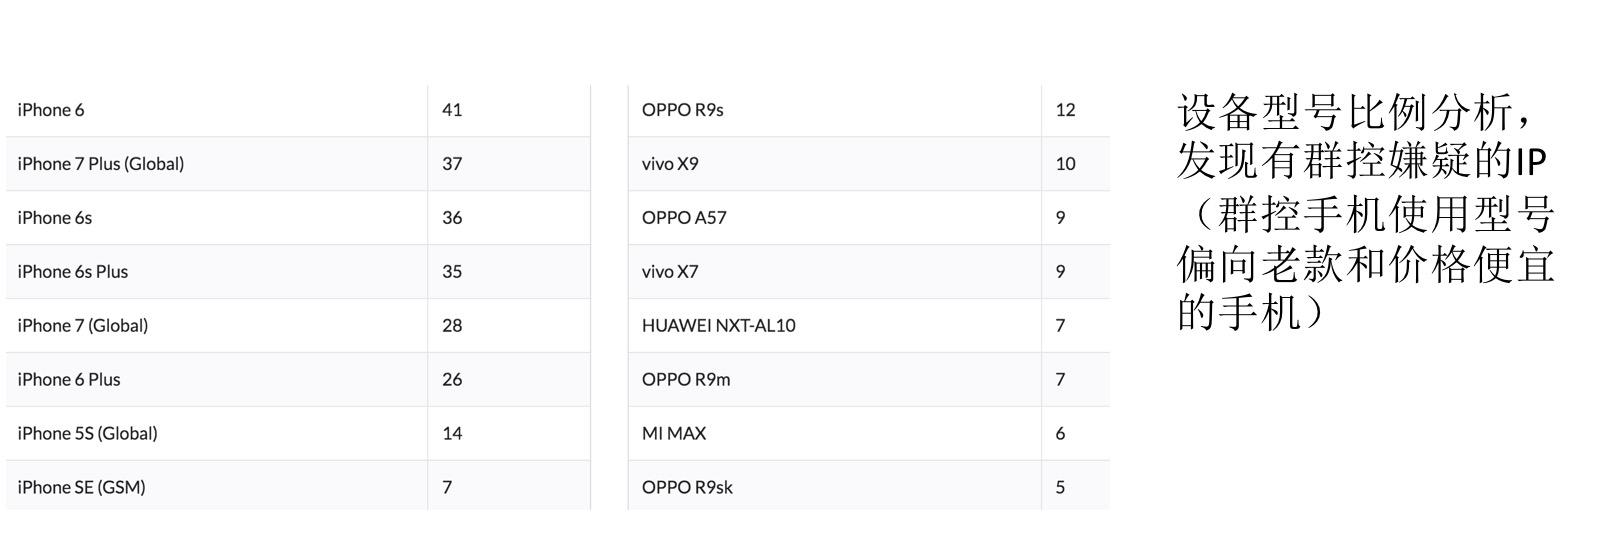 iPhone 6 41
iPhone 7 Plus (Global) 37
iPhone 6s 36
iPhone 6s Plus 35
iPhone 7 (Global) 28
iPhone 6 Plus 26
iPhone 5S (Global) 14
iPhone SE (GSM) 7
OPPO R9s 12
vivo X9 10
OPPO A57 9
vivo X7 9
HUAWEI NXT-AL10 7
OPPO R9m 7
MI MAX 6
OPPO R9sk 5
设备型号比例分析，
发现有群控嫌疑的IP
（群控手机使用型号
偏向老款和价格便宜
的手机）